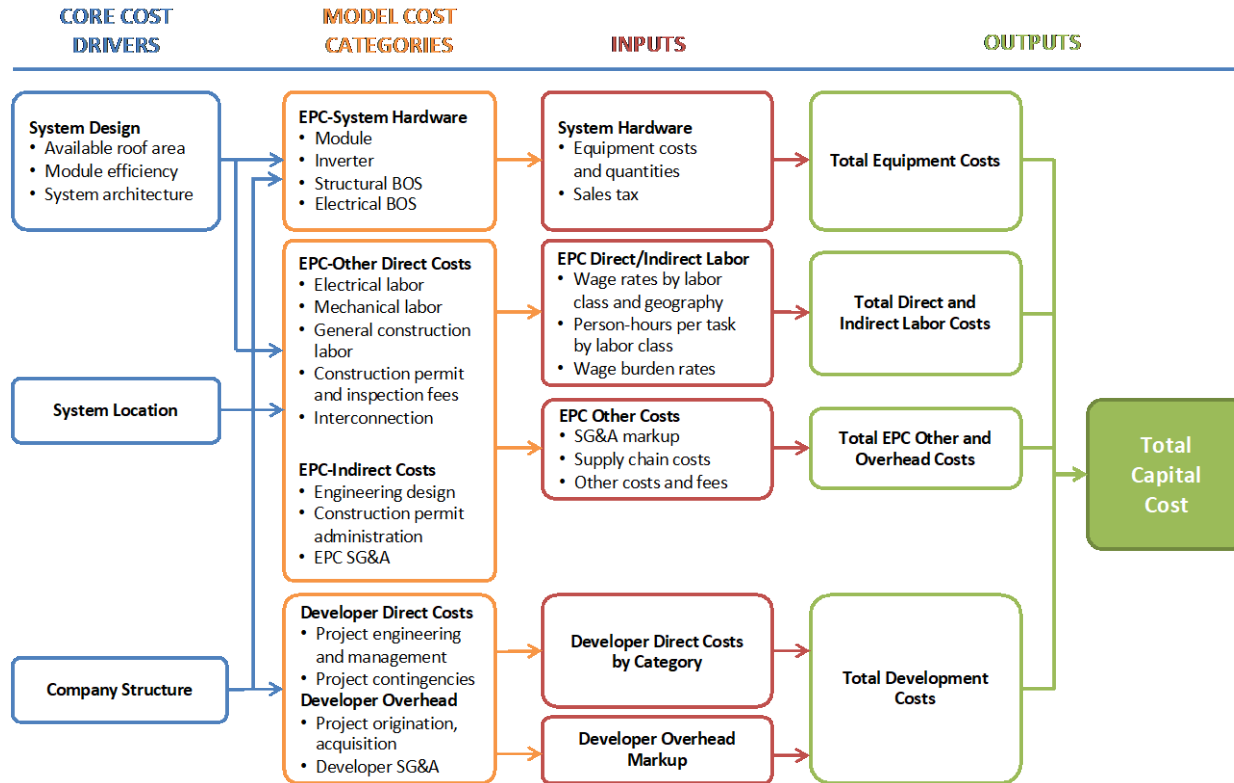 CORE COST
DRIVERS
MODEL COST
CATEGORIES
INPUTS
OUTPUTS
System Design
• Available roof area
• Module efficiency
• System architecture
System Location
Company Structure
EPC-System Hardware
• Module
• Inverter
• Structural BOS
• Electrical BOS
EPC-Other Direct Costs
• Electrical labor
• Mechanical labor
• General construction
labor
• Construction permit
and inspection fees
• Interconnection
EPC-Indirect Costs
• Engineering design
• Construction permit
administration
• EPC SG&A
Developer Direct Costs
• Project engineering
and management
• Project contingencies
Developer Overhead
• Project origination,
acquisition
• Developer SG&A
System Hardware
• Equipment costs
and quantities
• Sales tax
EPC Direct/Indirect Labor
• Wage rates by labor
class and geography
• Person-hours per task
by labor class
• Wage burden rates
EPC Other Costs
• SG&A markup
• Supply chain costs
• Other costs and fees
Developer Direct Costs
by Category
Developer Overhead
Markup
Total Equipment Costs
Total Direct and
Indirect Labor Costs
Total EPC Other and
Overhead Costs
Total Development
Costs
Total
Capital
Cost